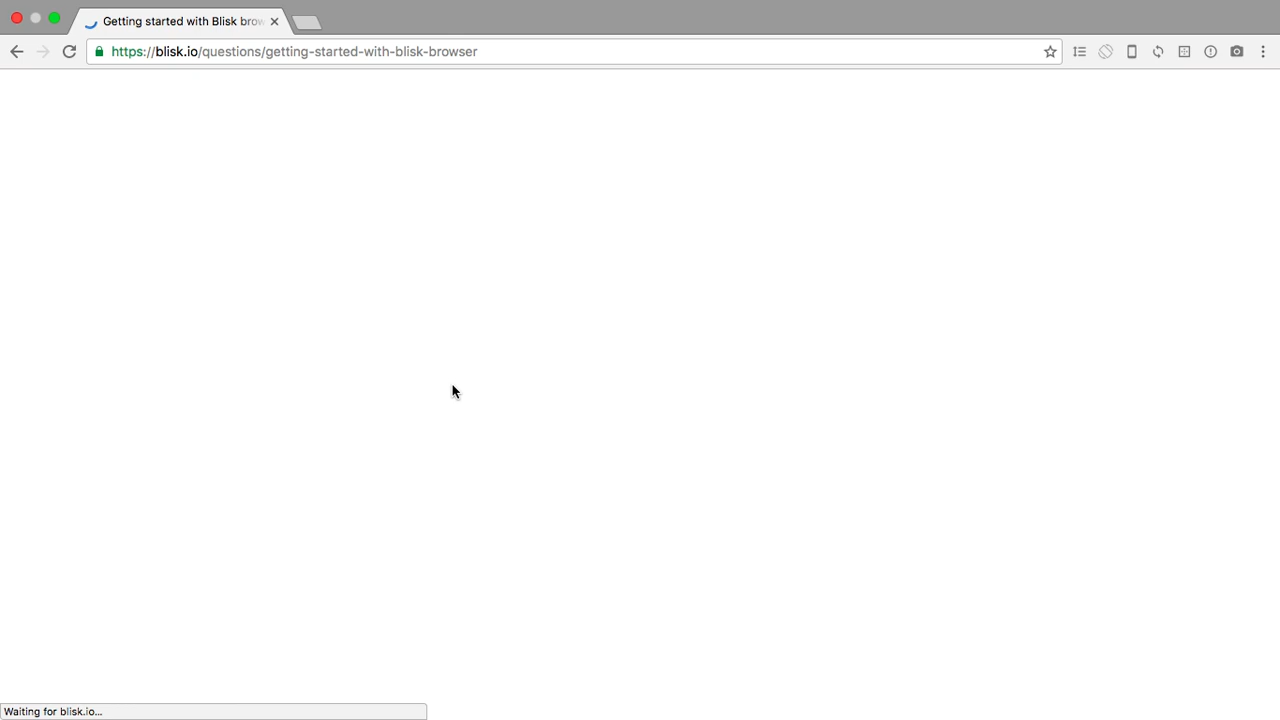 Getting started with Blisk brow
https://blisk.io/questions/getting-started-with-blisk-browser
Waiting for blisk.io...